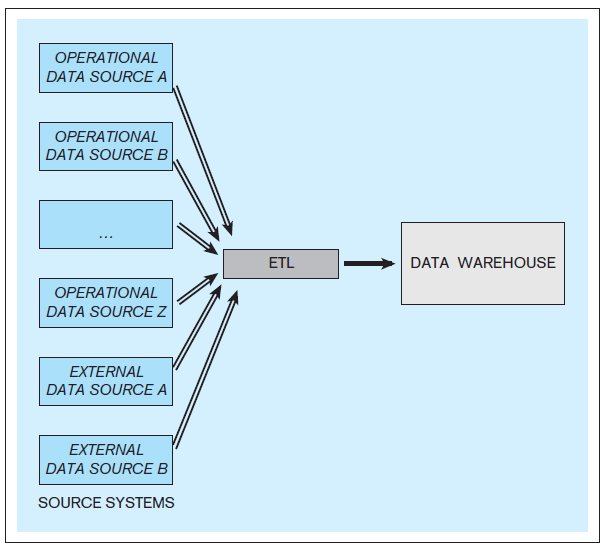 OPERATIONAL
DATA SOURCE A
OPERATIONAL
DATA SOURCE B
...
OPERATIONAL
DATA SOURCE Z
EXTERNAL
DATA SOURCE A
EXTERNAL
DATA SOURCE B
SOURCE SYSTEMS
ETL
DATA WAREHOUSE